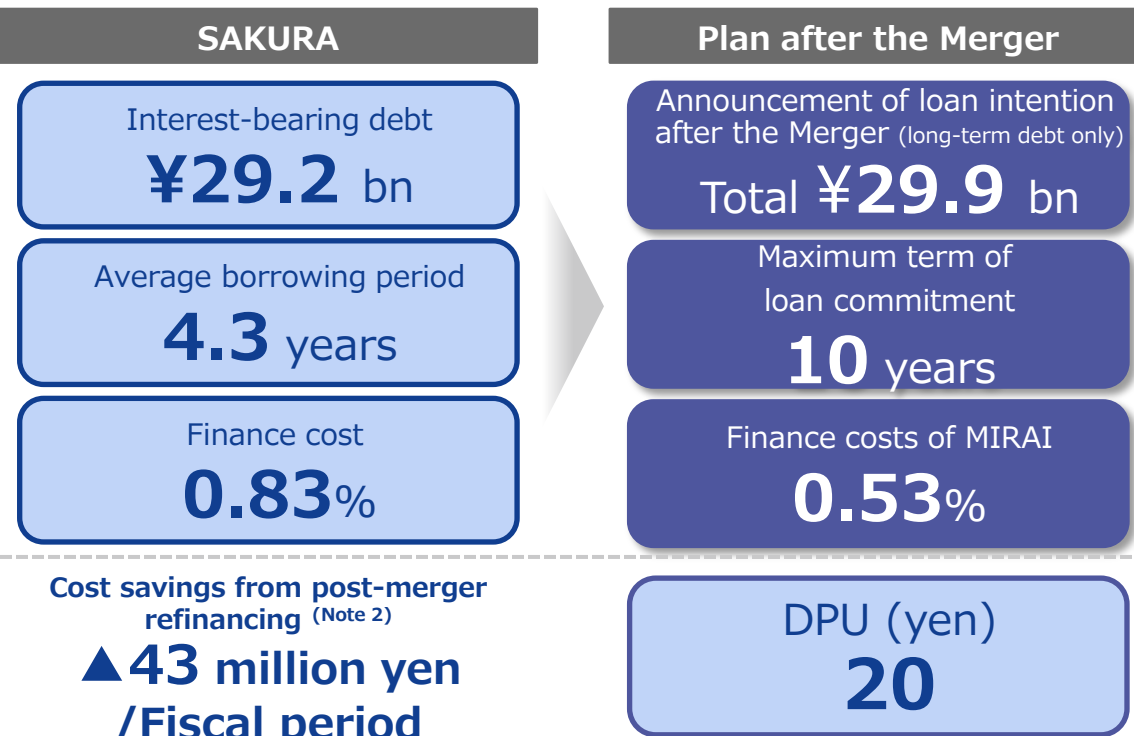 SAKURA
Interest-bearing debt
¥29.2 bn
Average borrowing period
4.3 years
Finance cost
0.83%
Cost savings from post-merger
refinancing (Note 2)
▲43 million yen
/Fiscal period
Plan after the Merger
Announcement of loan intention
after the Merger (long-term debt only)
Total ¥29.9 bn
Maximum term of
loan commitment
10 years
Finance costs of MIRAI
0.53%
DPU (yen)
20